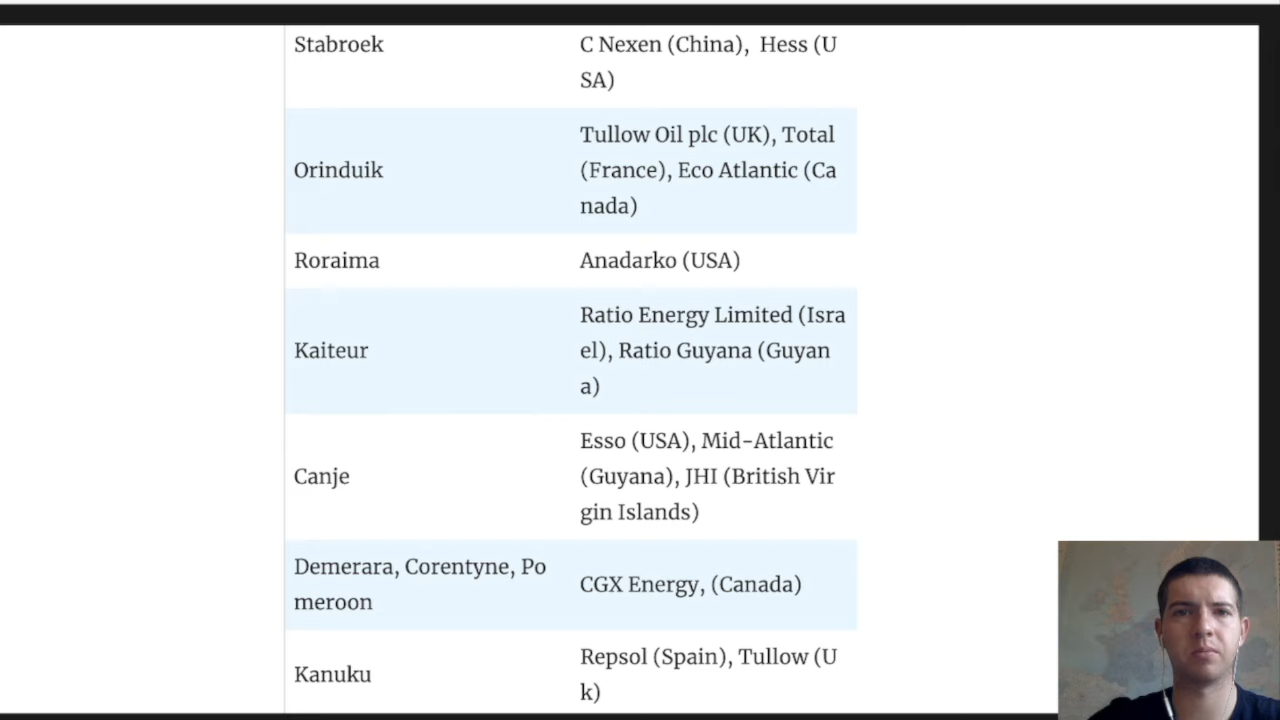 Stabroek
C Nexen (China),  Hess (U
SA)
Orinduik
Tullow Oil plc (UK), Total
(France), Eco Atlantic (Ca
nada)
Roraima
Anadarko (USA)
Kaiteur
Ratio Energy Limited (Isra
el), Ratio Guyana (Guyan
a)
Canje
Esso (USA), Mid-Atlantic
(Guyana), JHI (British Vir
gin Islands)
Demerara, Corentyne, Po
meroon
CGX Energy, (Canada)
Kanuku
Repsol (Spain), Tullow (U
k)